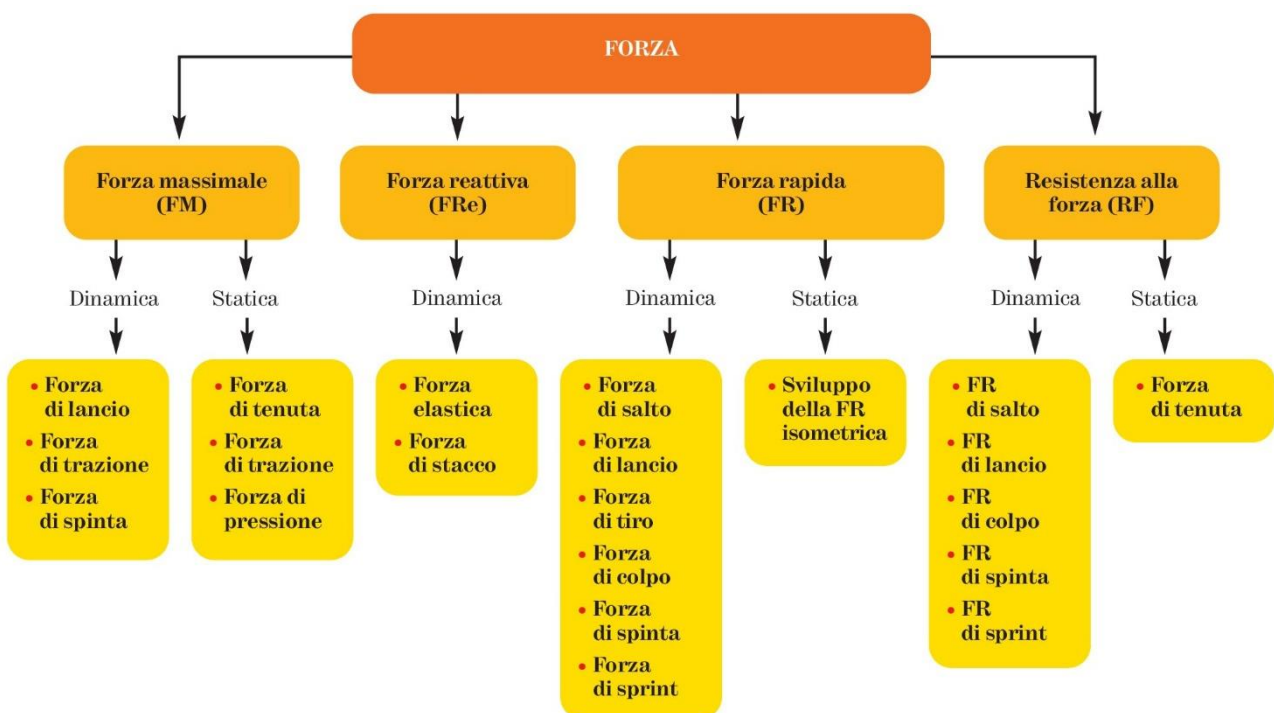 FORZA
Forza massimale
(FM)
Forza reattiva
(FRe)
Forza rapida
(FR)
Resistenza alla
forza (RF)
Dinamica
Statica
Dinamica
Dinamica
Statica
Dinamica
Statica
• Forza
di lancio
• Forza
di trazione
• Forza
di spinta
• Forza
di tenuta
• Forza
di trazione
• Forza di
pressione
• Forza
elastica
• Forza
di stacco
• Forza
di salto
• Forza
di lancio
• Forza
di tiro
• Forza
di colpo
• Forza
di spinta
• Forza
di sprint
• Sviluppo
della FR
isometrica
• FR
di salto
• FR
di lancio
• FR
di colpo
• FR
di spinta
• FR
di sprint
• Forza
di tenuta